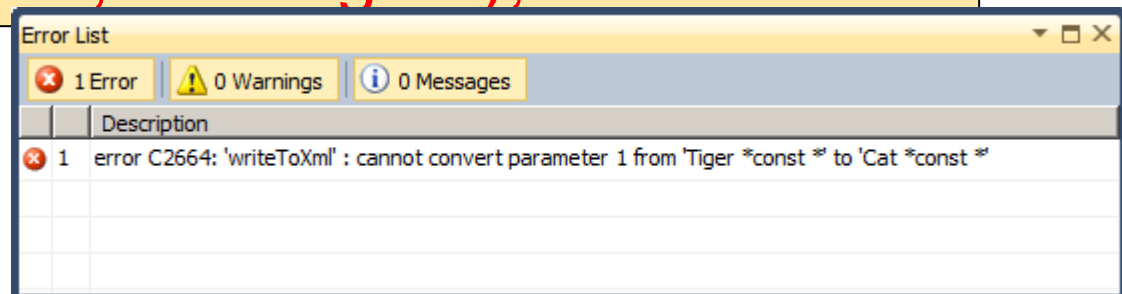 Error List
1 Error 0 Warnings 0 Messages
Description
1 error C2664: 'writeToXml' : cannot convert parameter 1 from 'Tiger *const *' to 'Cat *const *'